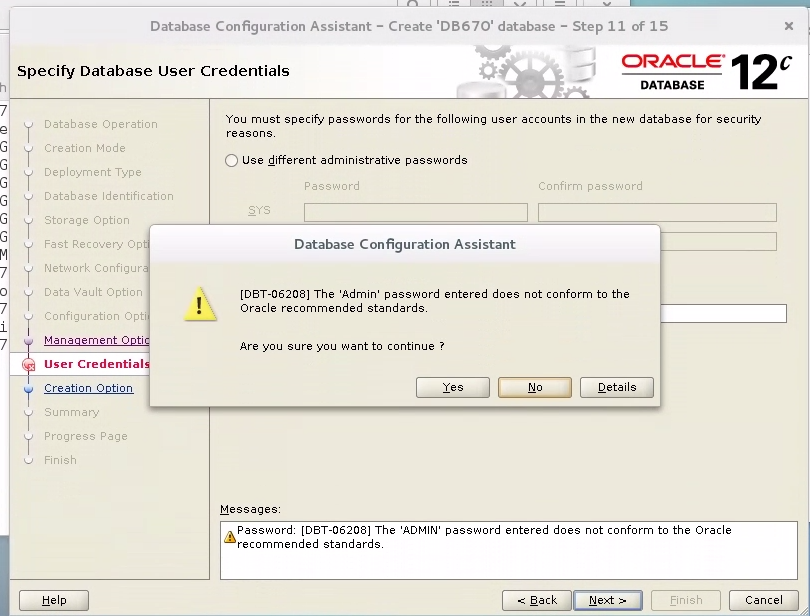 Database Configuration Assistant - Create 'DB670' database - Step 11 of 15
Specify Database User Credentials
ORACLE
DATABASE
12c
Database Operation
Creation Mode
Deployment Type
Database Identification
Storage Option
Fast Recovery Opti
Network Configura
Data Vault Option
Configuration Opti
Management Optio
User Credentials
Creation Option
Summary
Progress Page
Finish
You must specify passwords for the following user accounts in the new database for security
reasons.
Use different administrative passwords
Password
Confirm password
SYS
Database Configuration Assistant
[DBT-06208] The 'Admin' password entered does not conform to the
Oracle recommended standards.
Are you sure you want to continue ?
Yes
No
Details
Messages:
Password: [DBT-06208] The 'ADMIN' password entered does not conform to the Oracle
recommended standards.
Help
< Back
Next >
Finish
Cancel